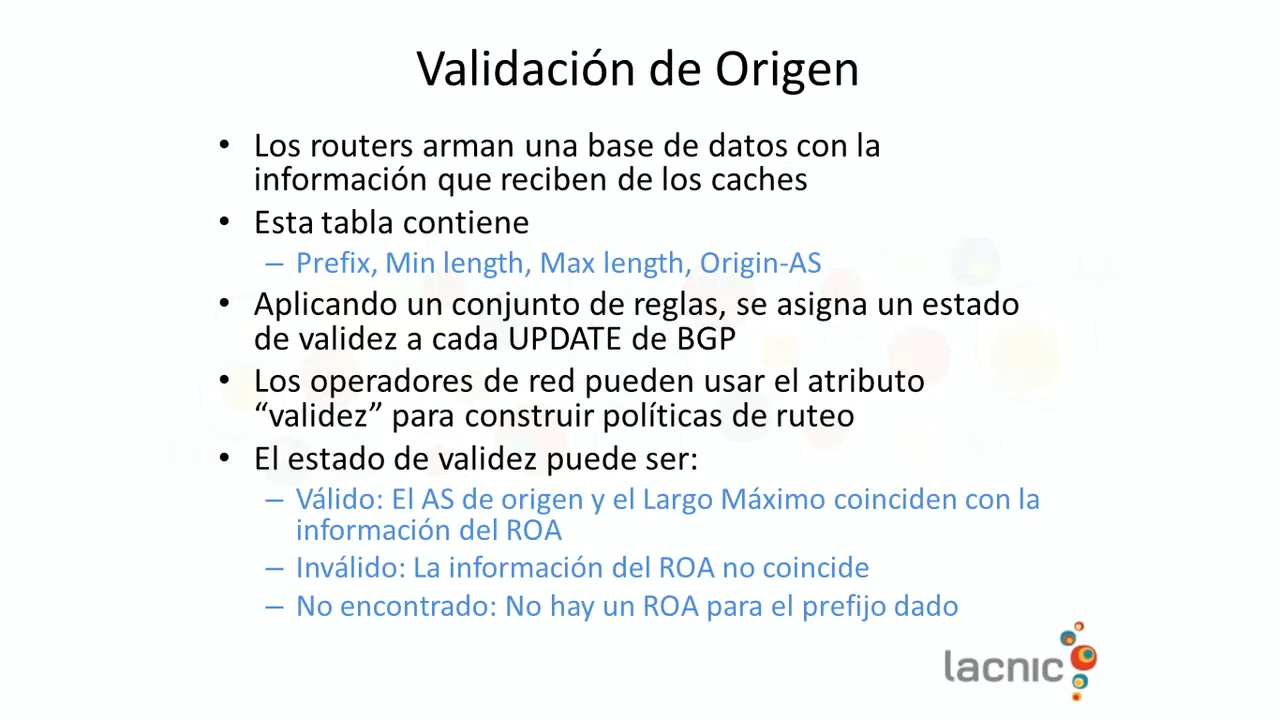 Validación de Origen
• Los routers arman una base de datos con la
información que reciben de los caches
• Esta tabla contiene
– Prefix, Min length, Max length, Origin-AS
• Aplicando un conjunto de reglas, se asigna un estado
de validez a cada UPDATE de BGP
• Los operadores de red pueden usar el atributo
“validez” para construir políticas de ruteo
• El estado de validez puede ser:
– Válido: El AS de origen y el Largo Máximo coinciden con la
información del ROA
– Inválido: La información del ROA no coincide
– No encontrado: No hay un ROA para el prefijo dado
lacnic